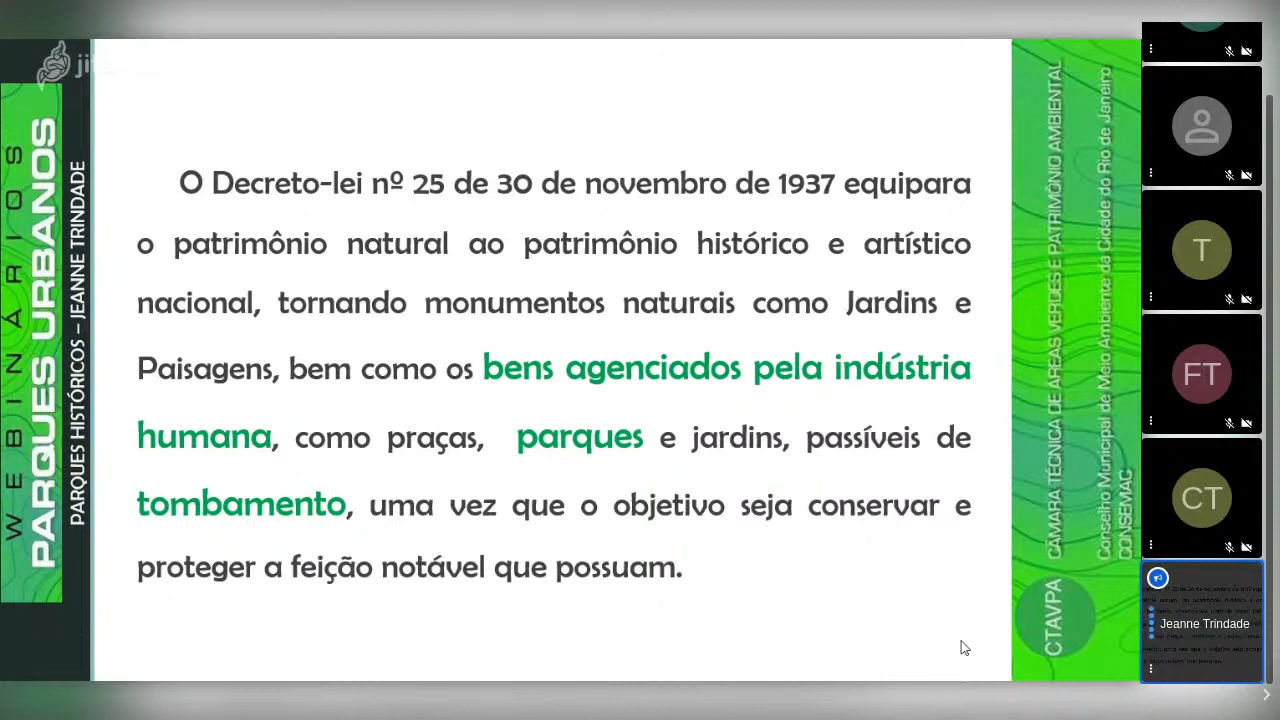 ji
WEBINÁRIOS
PARQUES URBANOS
PARQUES HISTÓRICOS – JEANNE TRINDADE
O Decreto-lei nº 25 de 30 de novembro de 1937 equipara
o patrimônio natural ao patrimônio histórico e artístico
nacional, tornando monumentos naturais como Jardins e
Paisagens, bem como os bens agenciados pela indústria
humana, como praças, parques e jardins, passíveis de
tombamento, uma vez que o objetivo seja conservar e
proteger a feição notável que possuam.
CTAVPA
CÂMARA TÉCNICA DE ÁREAS VERDES E PATRIMÔNIO AMBIENTAL
Conselho Municipal de Meio Ambiente da Cidade do Rio de Janeiro
CONSEMAC
T
FT
CT
Jeanne Trindade